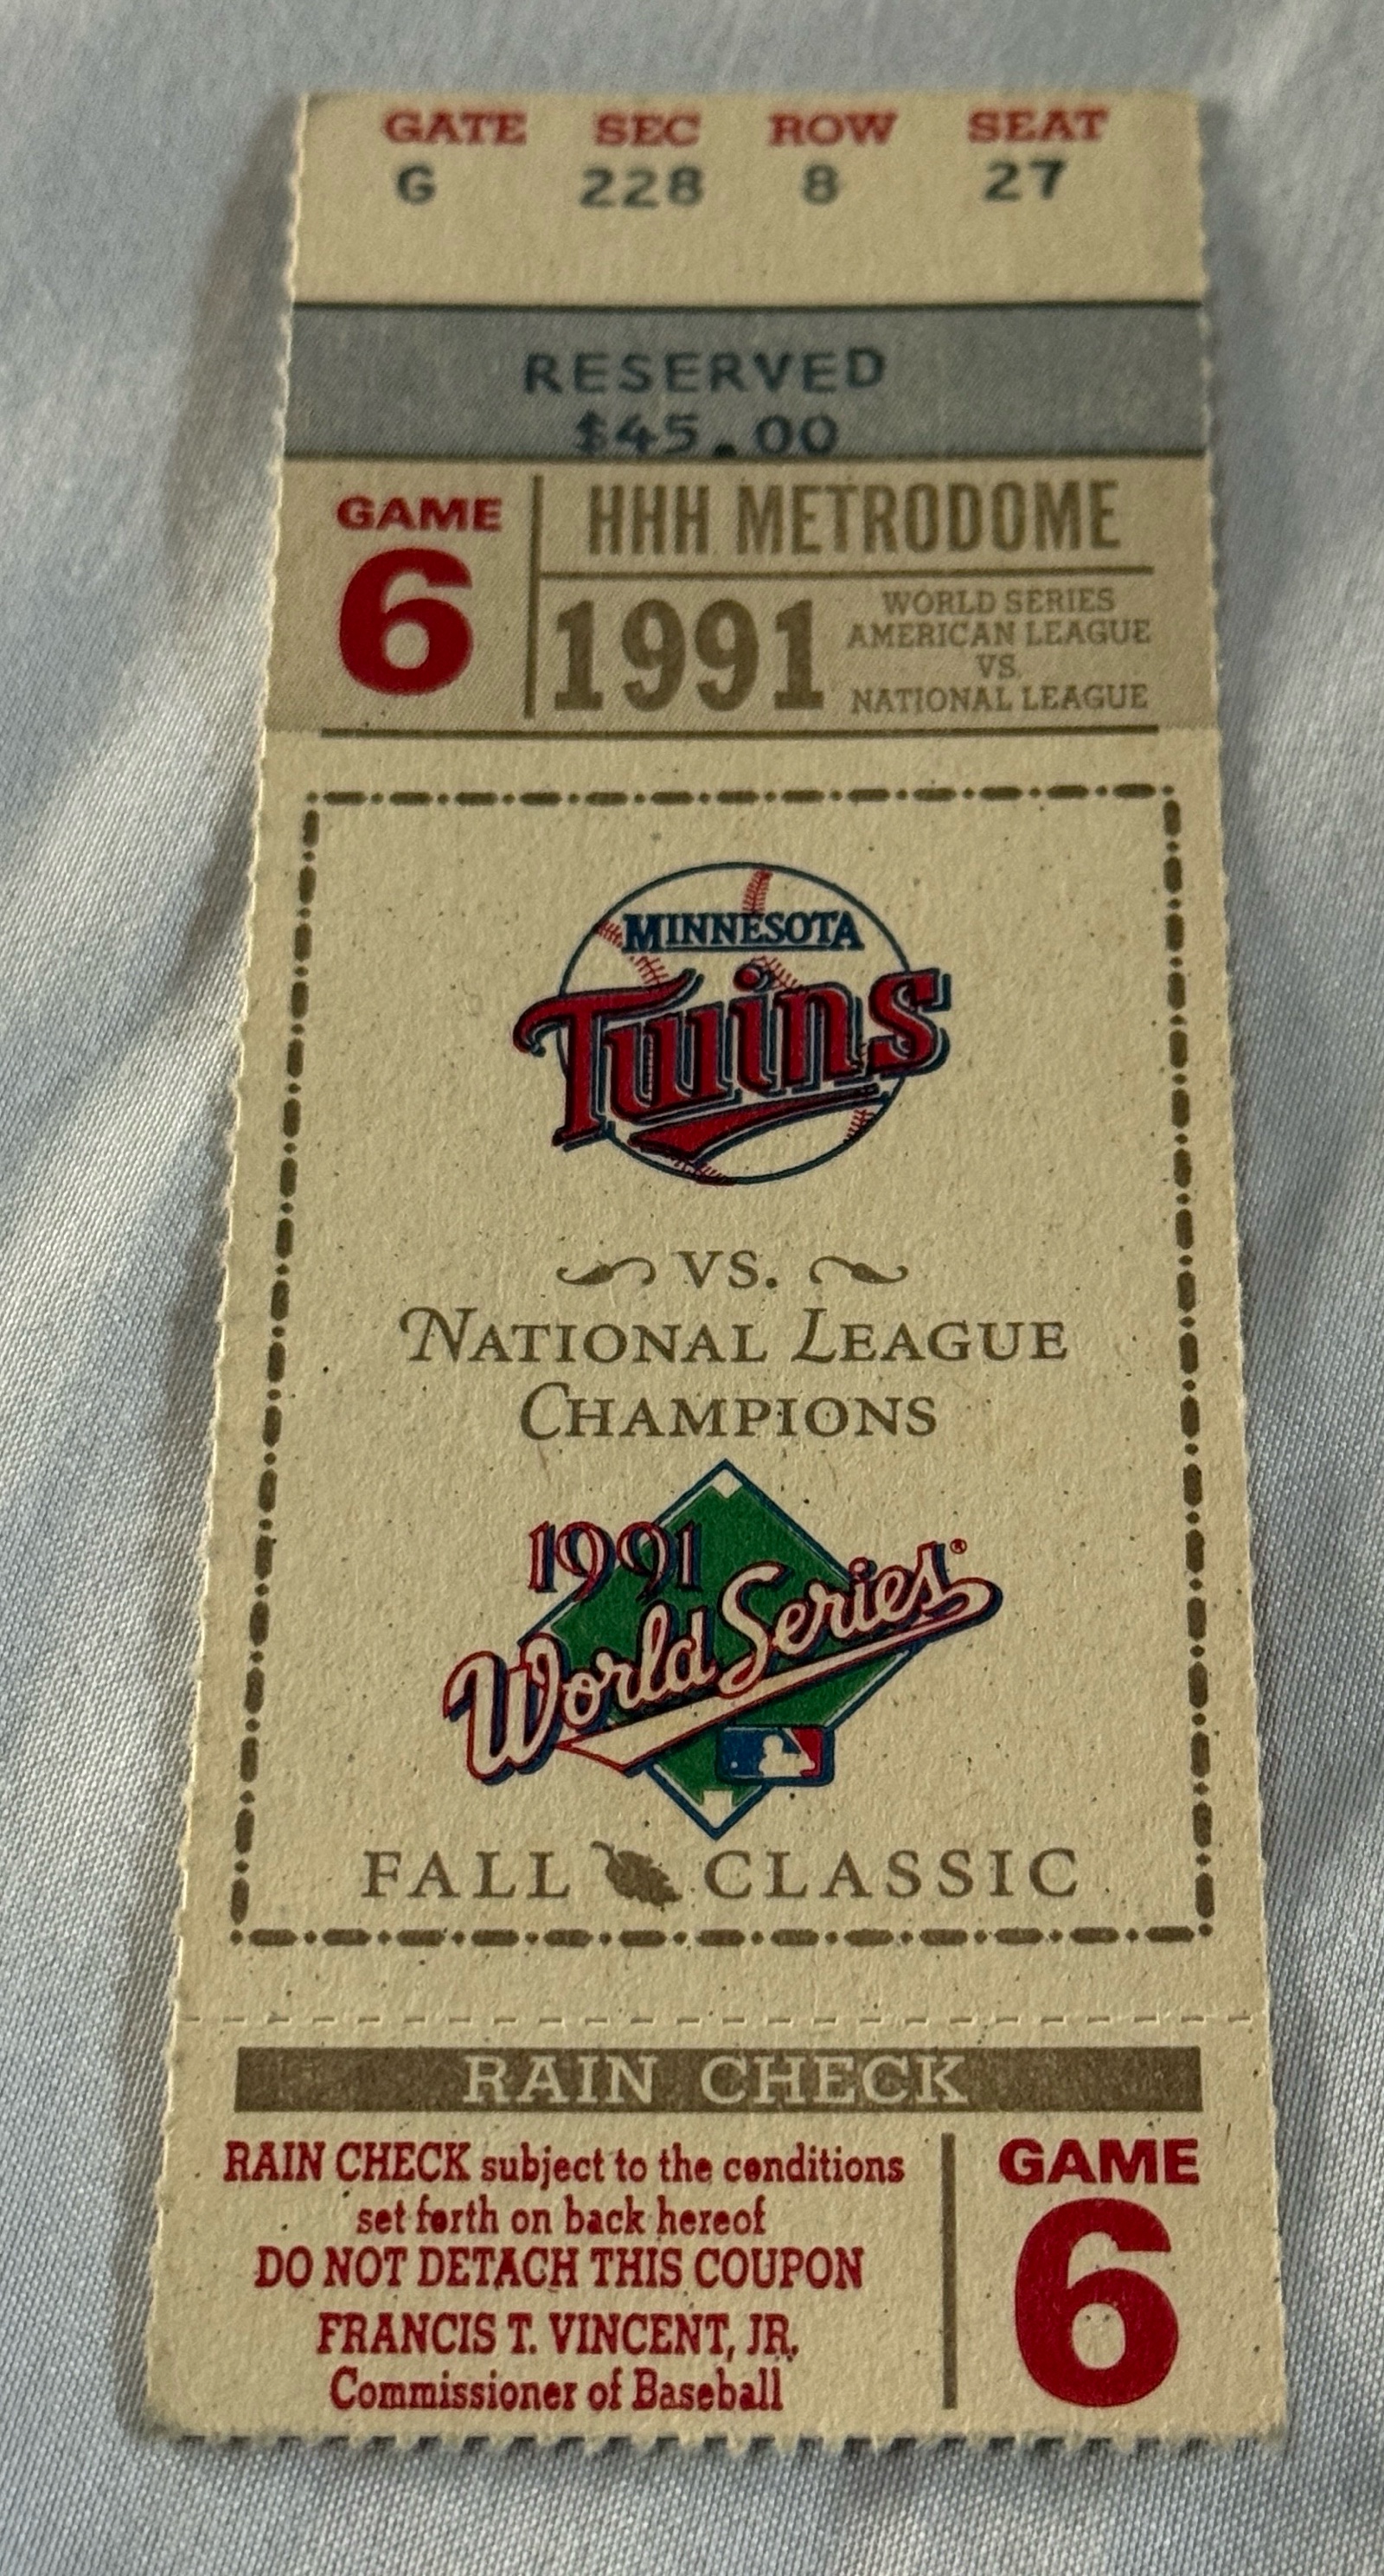 GATE SEC ROW SEAT
G 228 8 27
RESERVED
$45.00
GAME
6
HHH METRODOME
1991
WORLD SERIES
AMERICAN LEAGUE
VS.
NATIONAL LEAGUE
MINNESOTA
Twins
VS.
NATIONAL LEAGUE
CHAMPIONS
1991
World Series®
FALL CLASSIC
RAIN CHECK
RAIN CHECK subject to the conditions
set forth on back hereof
DO NOT DETACH THIS COUPON
FRANCIS T. VINCENT, JR.
Commissioner of Baseball
GAME
6